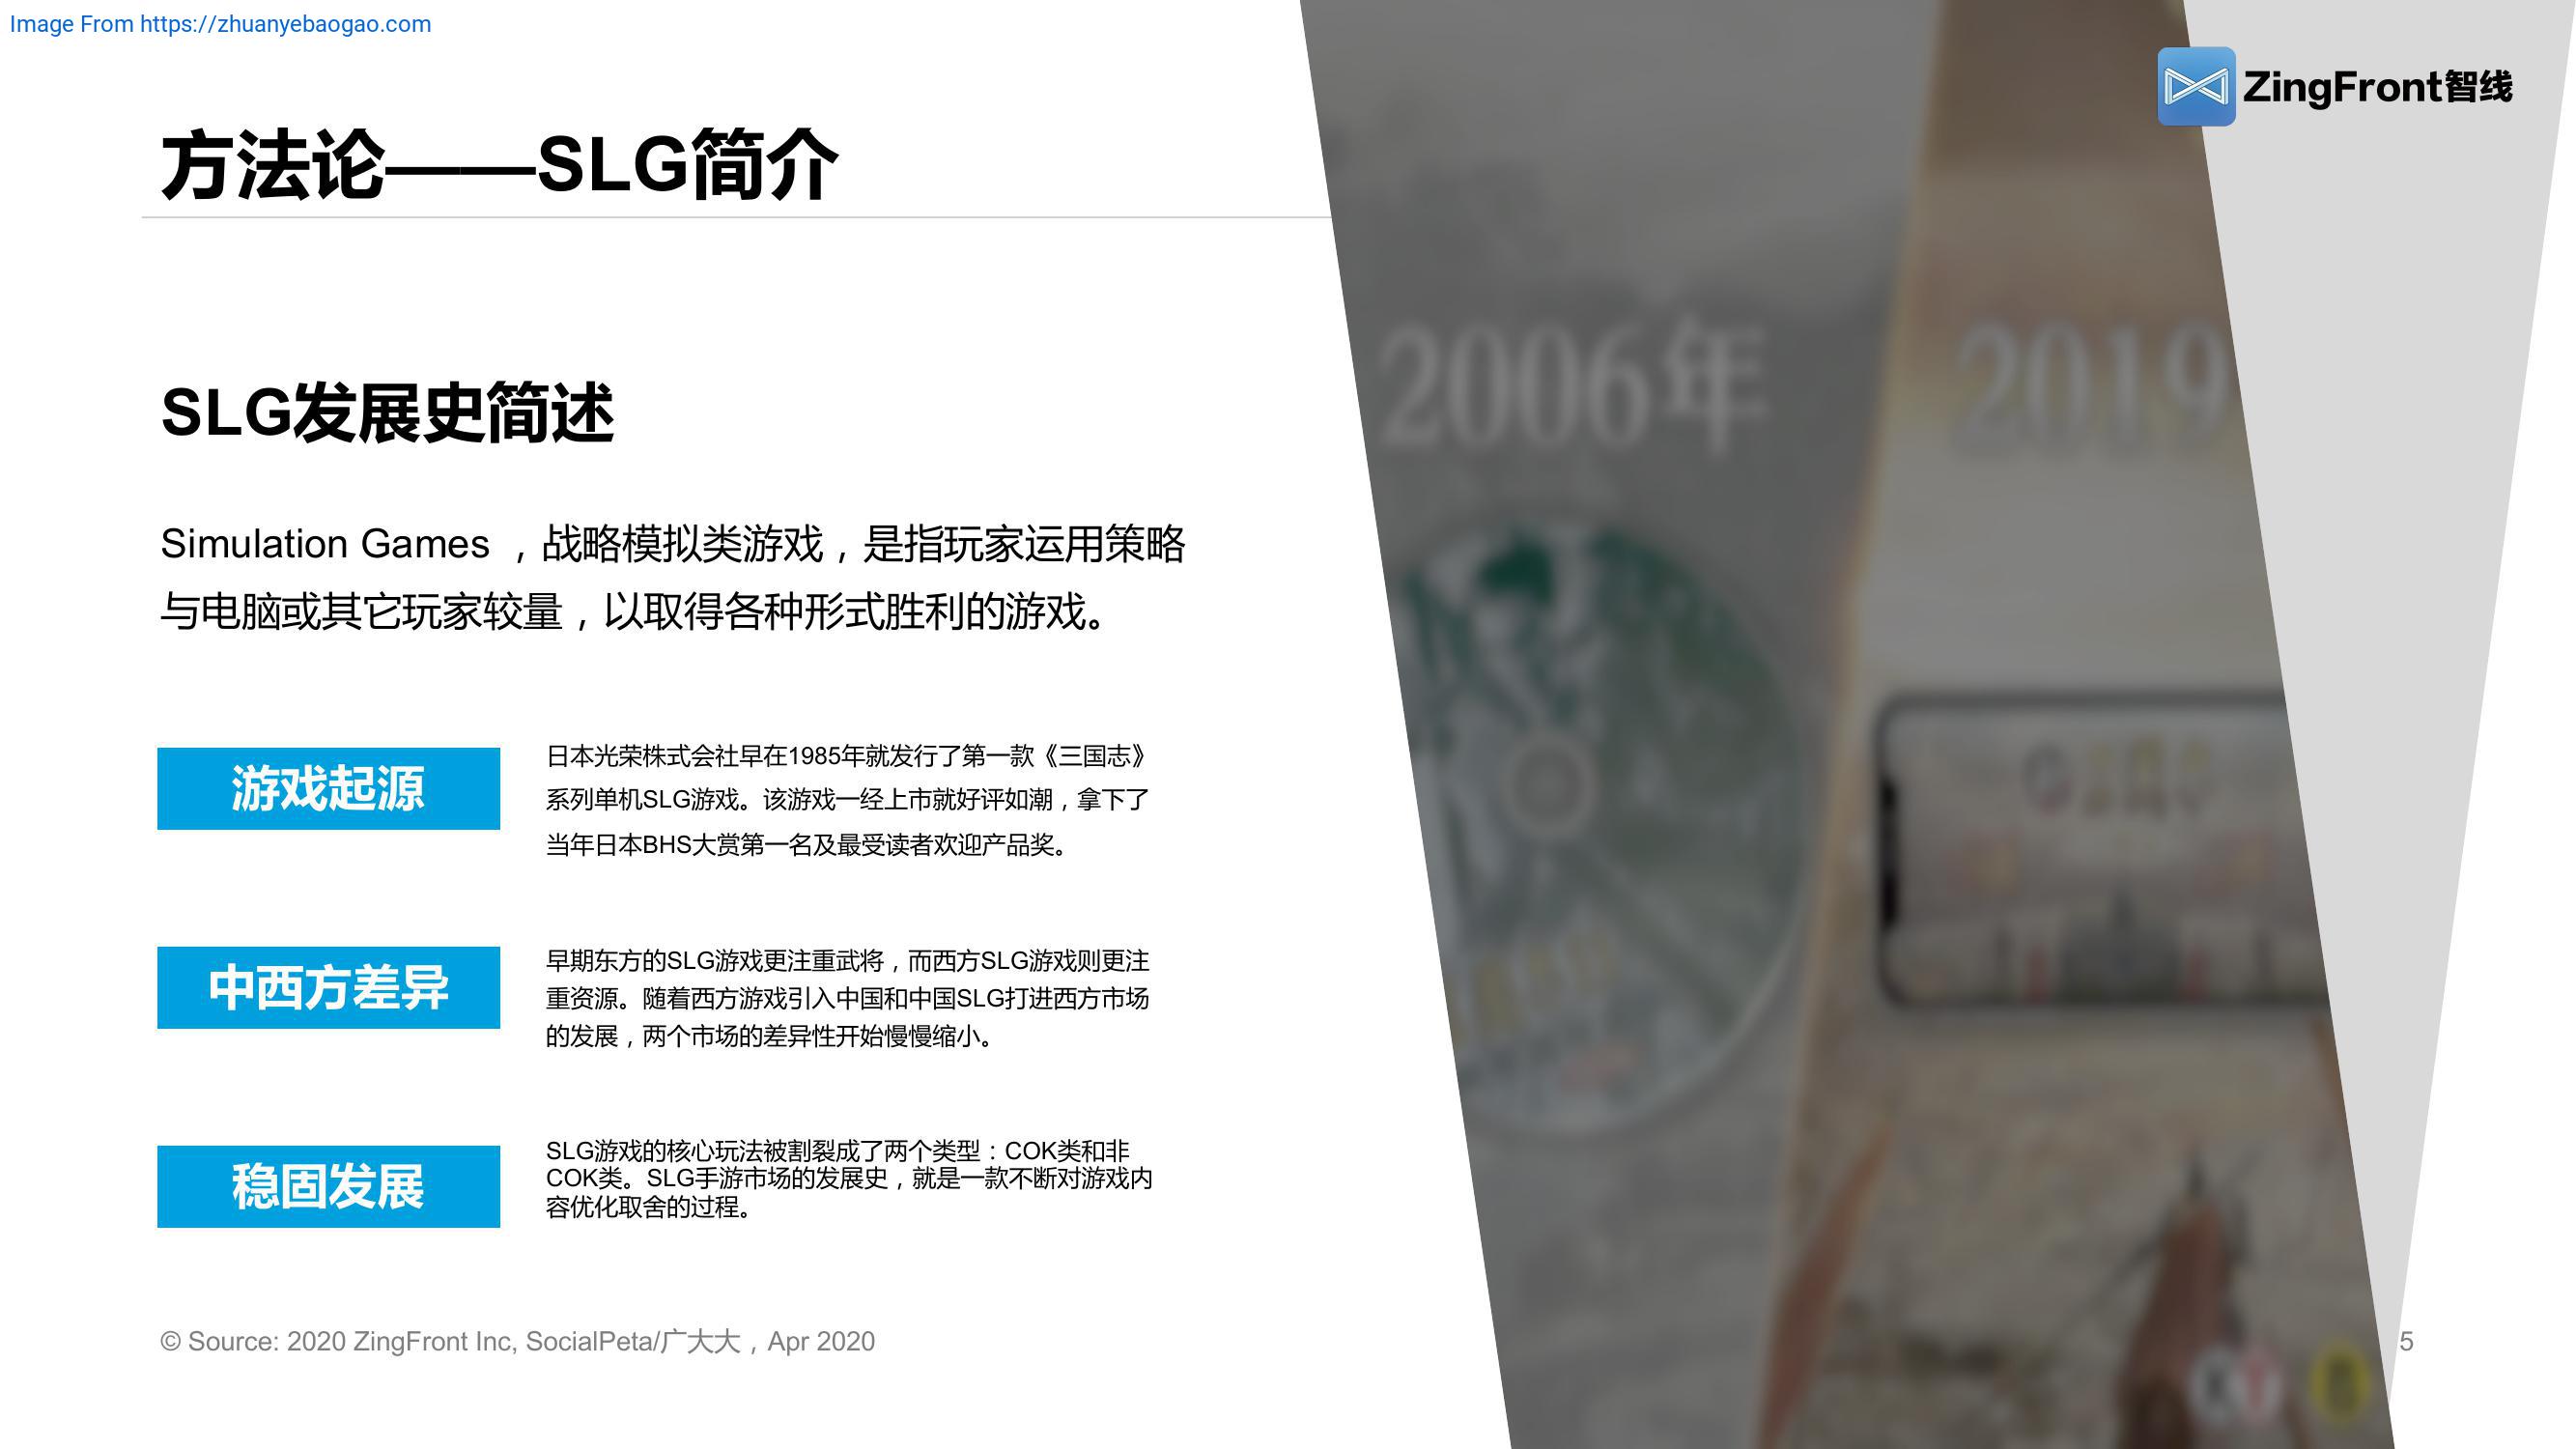 Image From https://zhuanyebaogao.com
ZingFront智线
方法论——SLG简介
2006年
2019
SLG发展史简述
Simulation Games ，战略模拟类游戏，是指玩家运用策略
与电脑或其它玩家较量，以取得各种形式胜利的游戏。
游戏起源
日本光荣株式会社早在1985年就发行了第一款《三国志》
系列单机SLG游戏。该游戏一经上市就好评如潮，拿下了
当年日本BHS大赏第一名及最受读者欢迎产品奖。
中西方差异
早期东方的SLG游戏更注重武将，而西方SLG游戏则更注
重资源。随着西方游戏引入中国和中国SLG打进西方市场
的发展，两个市场的差异性开始慢慢缩小。
稳固发展
SLG游戏的核心玩法被割裂成了两个类型：COK类和非
COK类。SLG手游市场的发展史，就是一款不断对游戏内
容优化取舍的过程。
© Source: 2020 ZingFront Inc, SocialPeta/广大大，Apr 2020
5